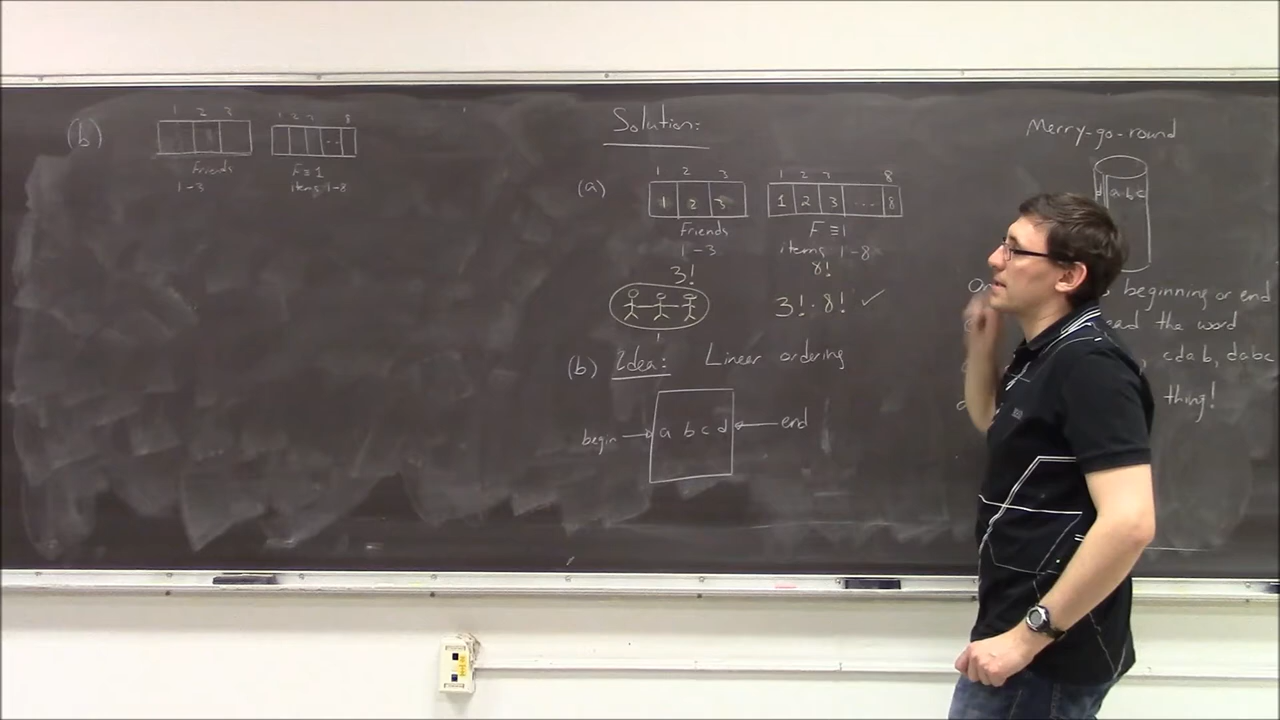 (b)
1 2 3
1 2 3 8
...
Friends
1-3
F≡1
items 1-8
Solution:
(a)
1 2 3
1 2 3 8
1 2 3
1 2 3 ... 8
Friends
1-3
F≡1
items 1-8
3!
8!
3!·8! ✓
(b) Idea: Linear ordering
begin → a b c d ← end
Merry-go-round
d a b c
beginning or end
the word
cdab, dabc
thing!